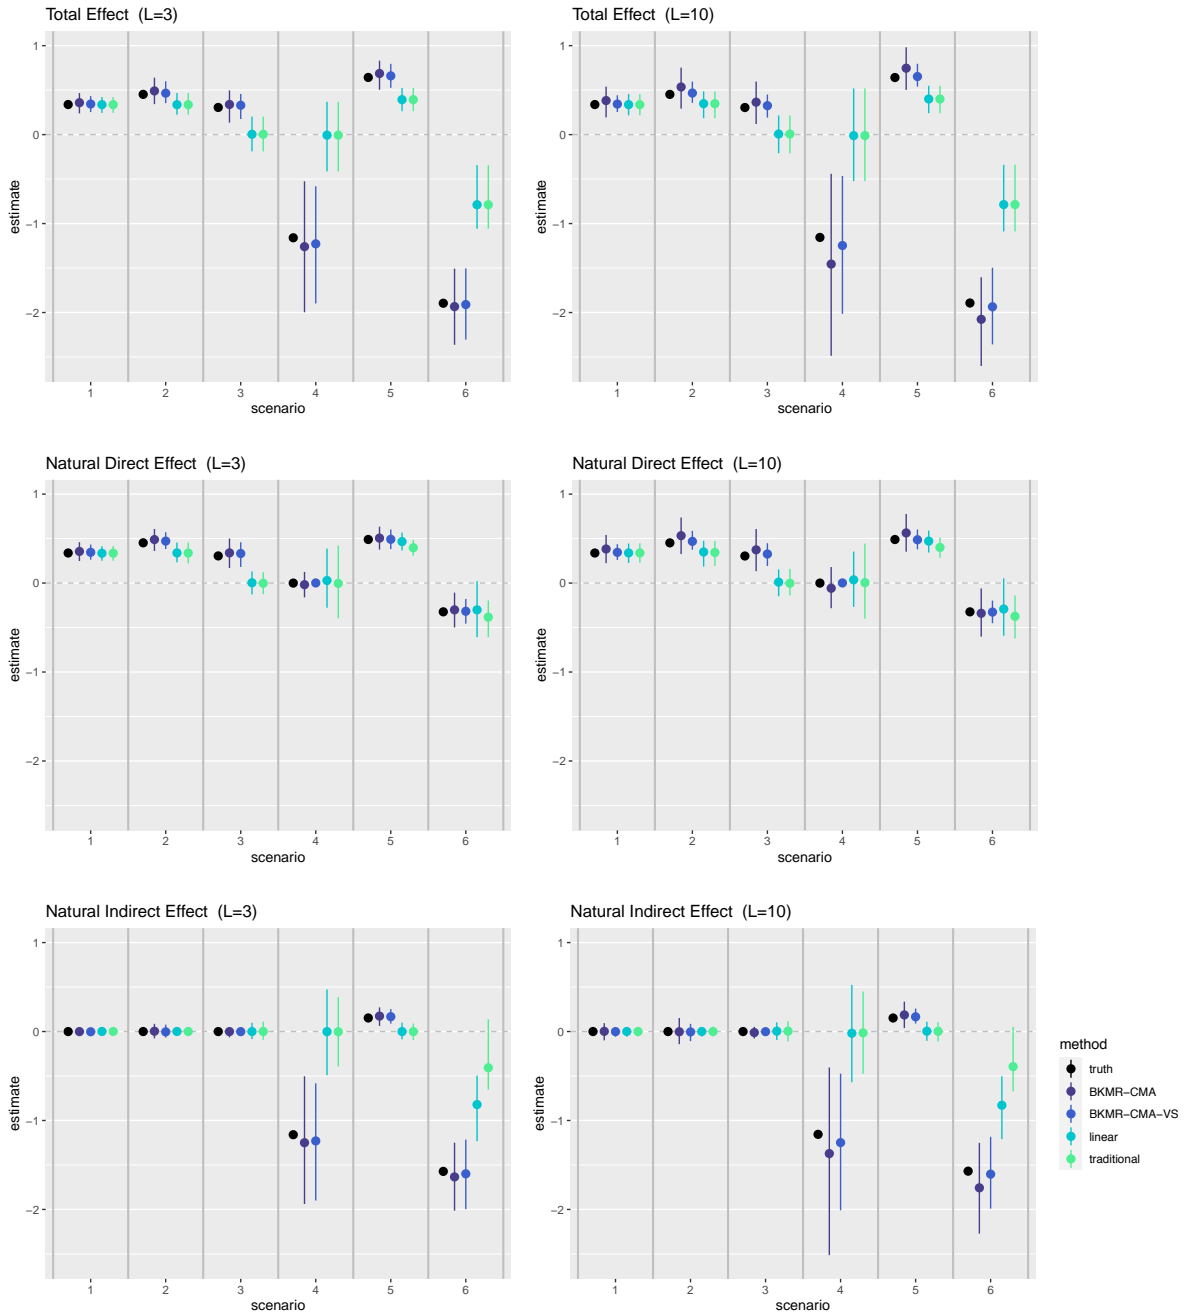 Total Effect  (L=3)
Total Effect  (L=10)
1
0
−1
−2
estimate
1 2 3 4 5 6
scenario
1
0
−1
−2
estimate
1 2 3 4 5 6
scenario
Natural Direct Effect  (L=3)
Natural Direct Effect  (L=10)
1
0
−1
−2
estimate
1 2 3 4 5 6
scenario
1
0
−1
−2
estimate
1 2 3 4 5 6
scenario
Natural Indirect Effect  (L=3)
Natural Indirect Effect  (L=10)
1
0
−1
−2
estimate
1 2 3 4 5 6
scenario
1
0
−1
−2
estimate
1 2 3 4 5 6
scenario
method
truth
BKMR−CMA
BKMR−CMA−VS
linear
traditional